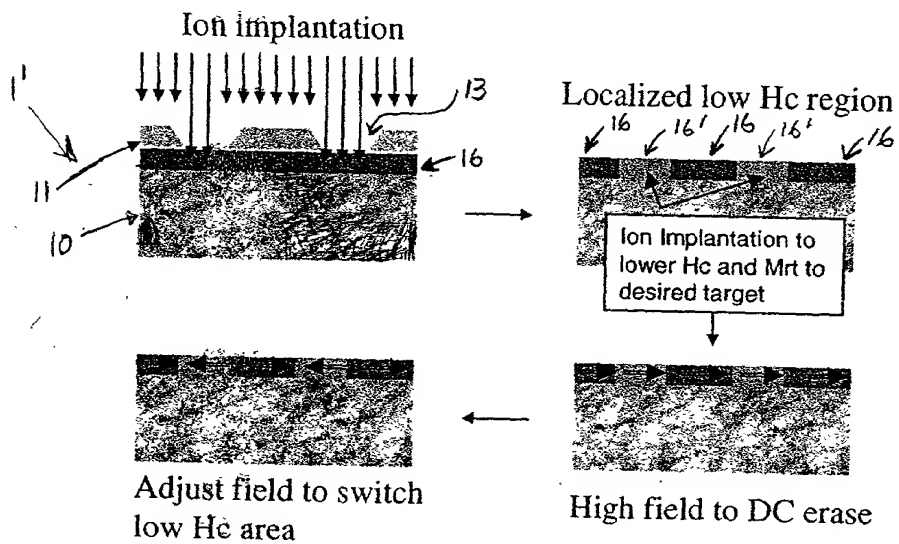 Ion implantation
1'
13
11
16
10
Localized low Hc region
16
16'
16
16'
16
Ion Implantation to
lower Hc and Mrt to
desired target
Adjust field to switch
low Hc area
High field to DC erase